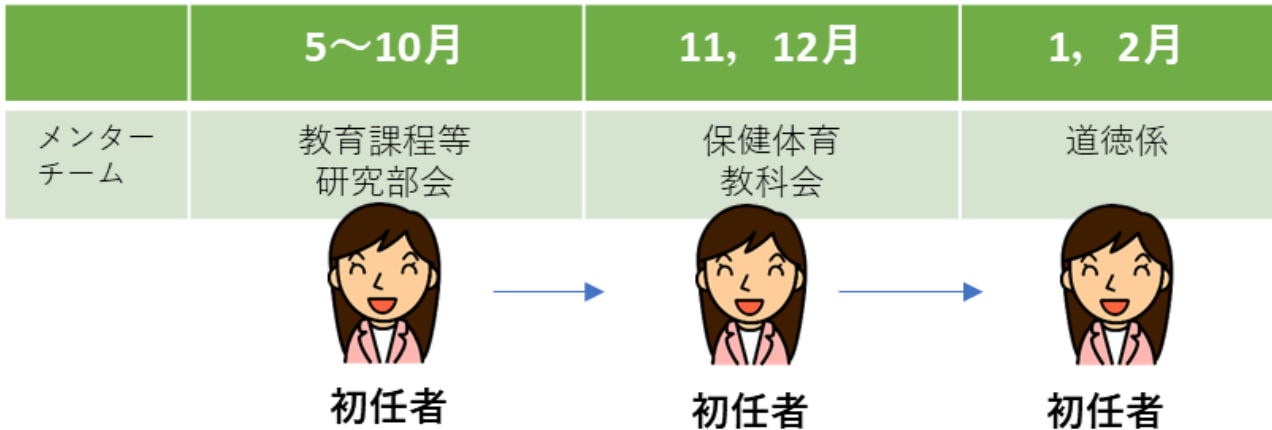 5～10月
11，12月
1，2月
メンター
チーム
教育課程等
研究部会
保健体育
教科会
道徳係
初任者
初任者
初任者